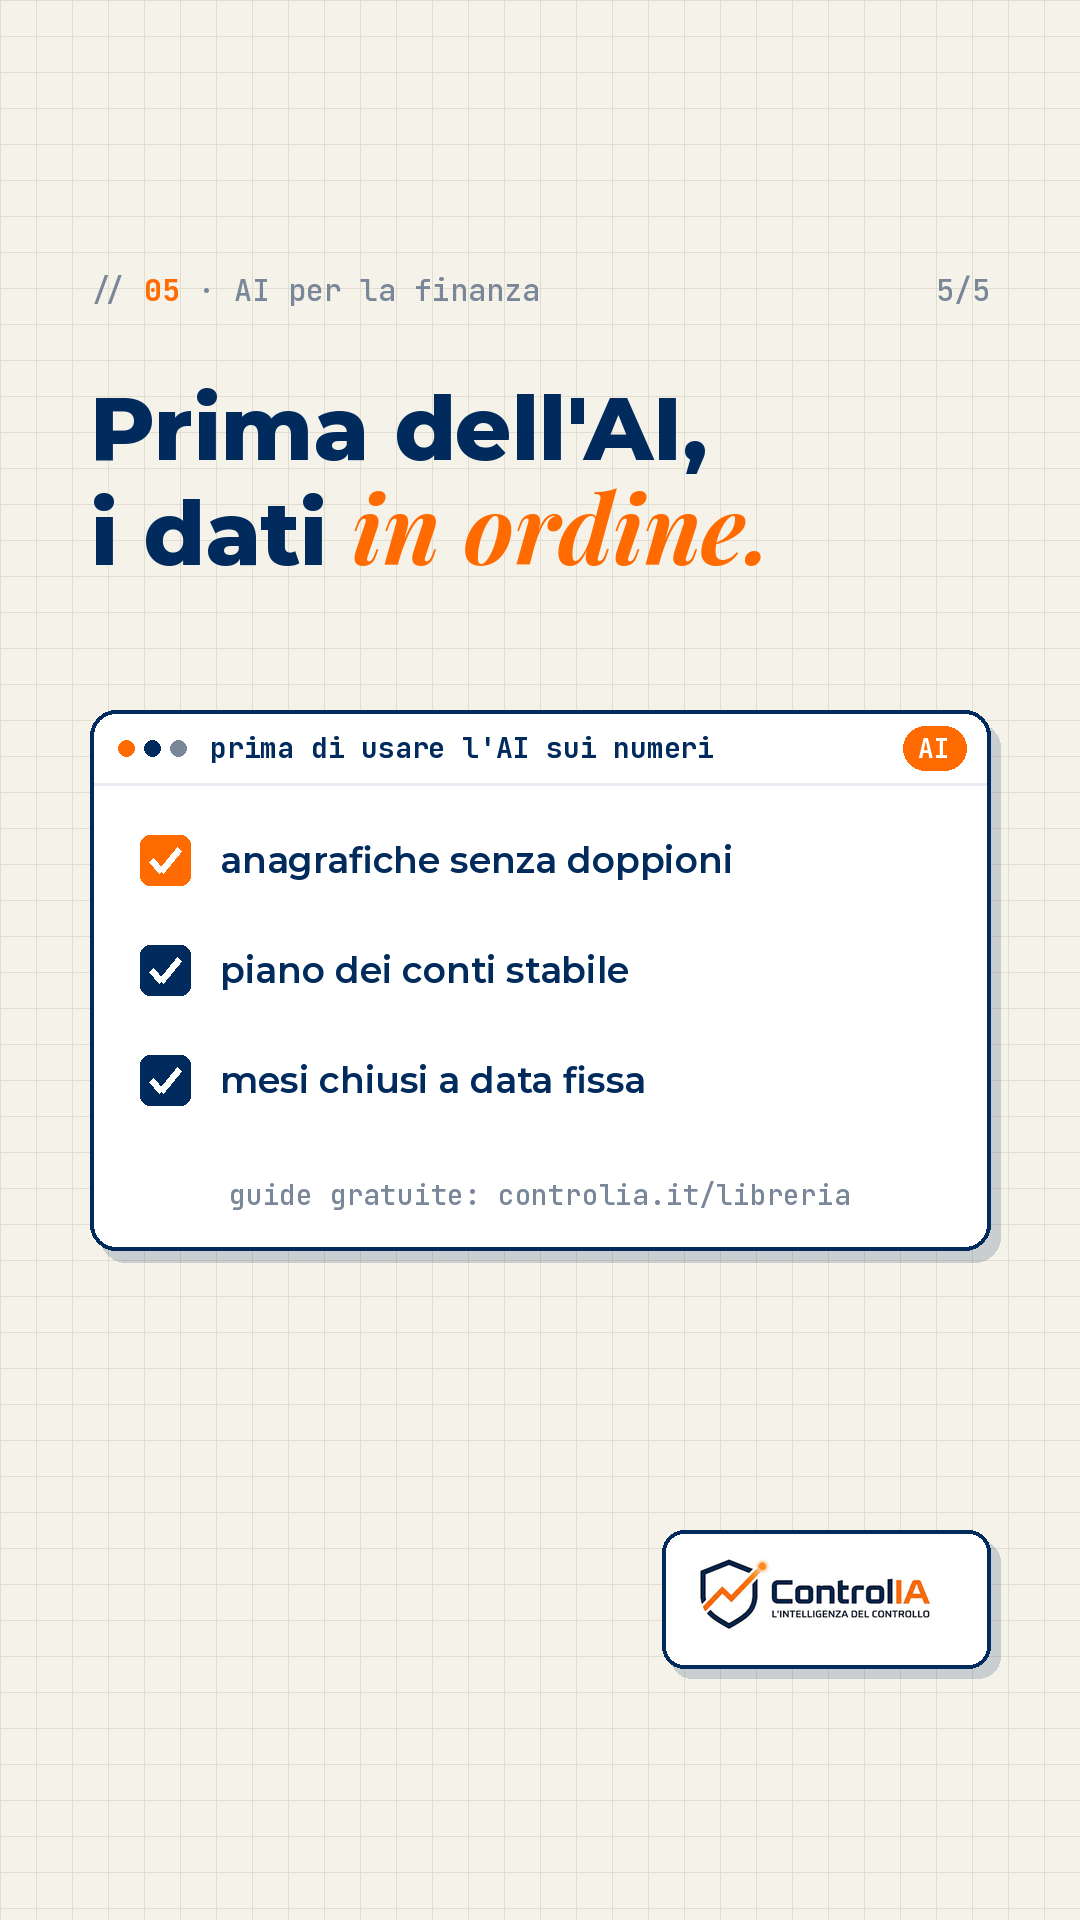 // 05 · AI per la finanza
5/5
Prima dell'AI,
i dati in ordine.
prima di usare l'AI sui numeri
AI
anagrafiche senza doppioni
piano dei conti stabile
mesi chiusi a data fissa
guide gratuite: controlia.it/libreria
ControlIA
L'INTELLIGENZA DEL CONTROLLO